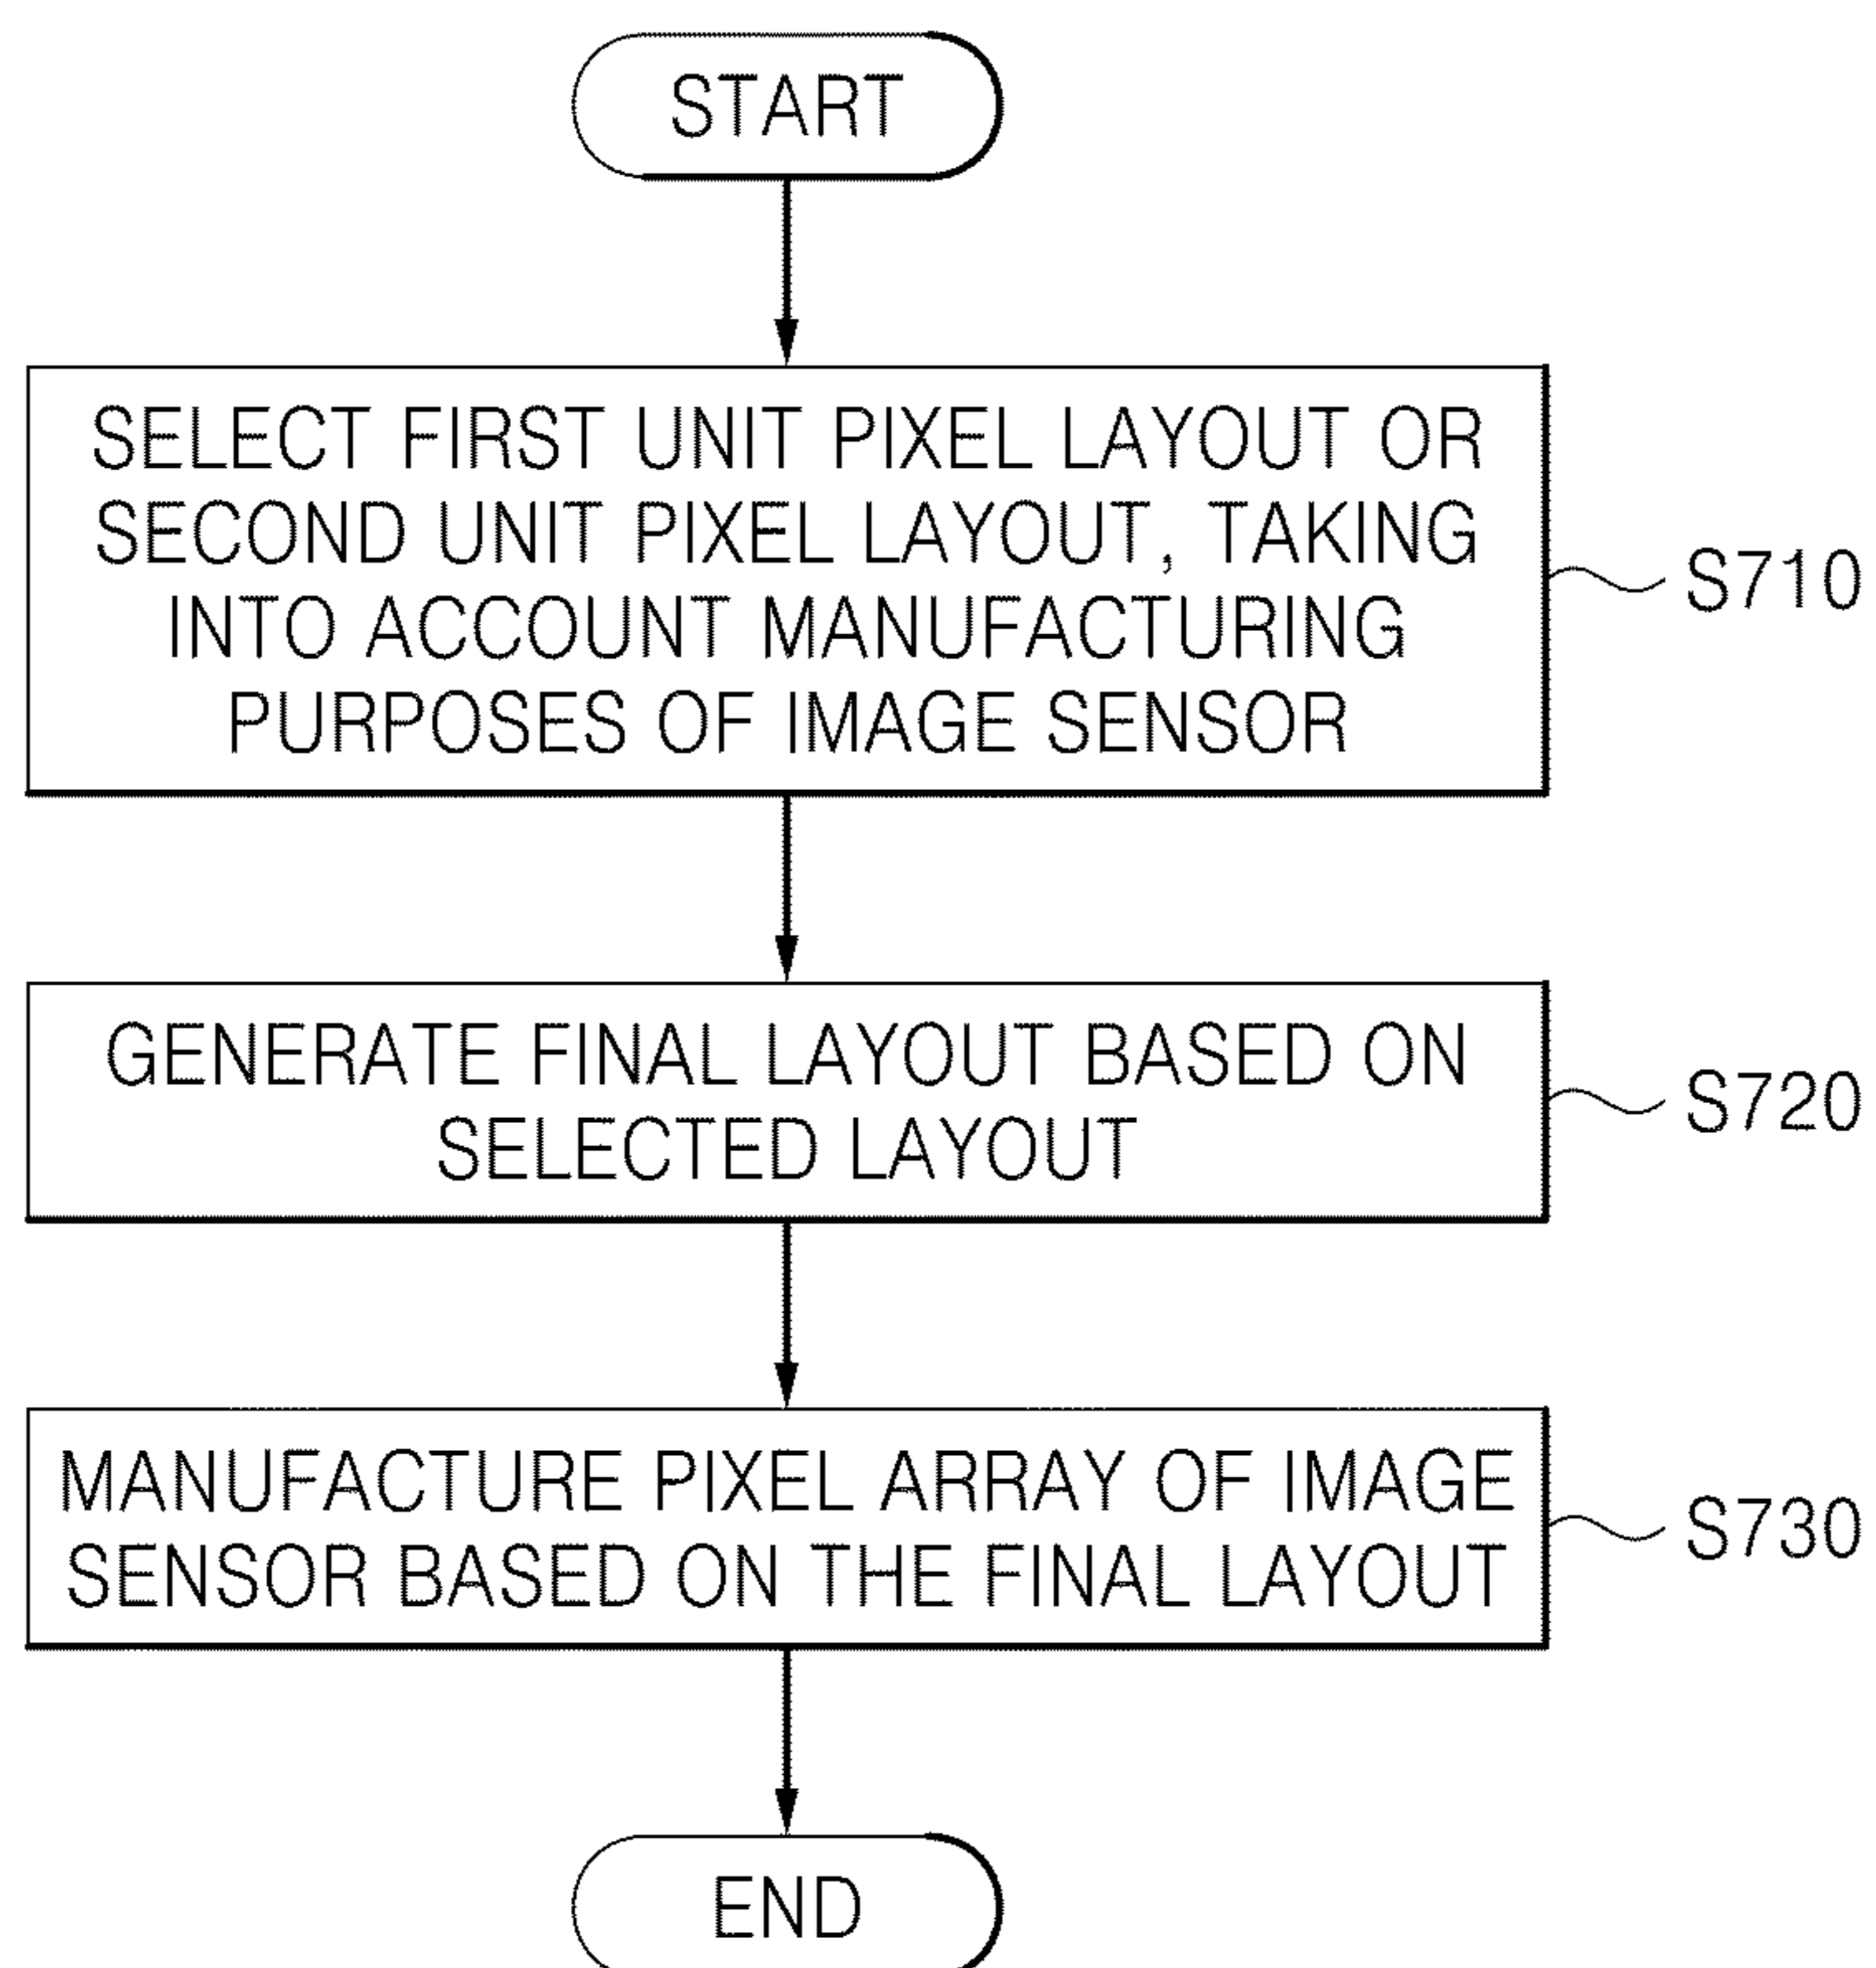 START
SELECT FIRST UNIT PIXEL LAYOUT OR
SECOND UNIT PIXEL LAYOUT, TAKING
INTO ACCOUNT MANUFACTURING
PURPOSES OF IMAGE SENSOR
S710
GENERATE FINAL LAYOUT BASED ON
SELECTED LAYOUT
S720
MANUFACTURE PIXEL ARRAY OF IMAGE
SENSOR BASED ON THE FINAL LAYOUT
S730
END